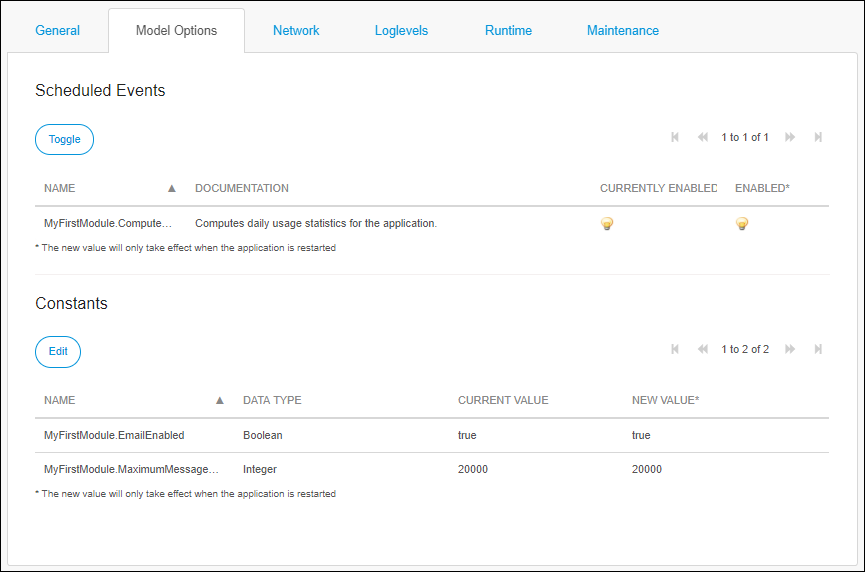 General Model Options Network Loglevels Runtime Maintenance
Scheduled Events
Toggle 1 to 1 of 1
NAME DOCUMENTATION CURRENTLY ENABLED ENABLED*
MyFirstModule.Compute... Computes daily usage statistics for the application.
* The new value will only take effect when the application is restarted
Constants
Edit 1 to 2 of 2
NAME DATA TYPE CURRENT VALUE NEW VALUE*
MyFirstModule.EmailEnabled Boolean true true
MyFirstModule.MaximumMessage... Integer 20000 20000
* The new value will only take effect when the application is restarted